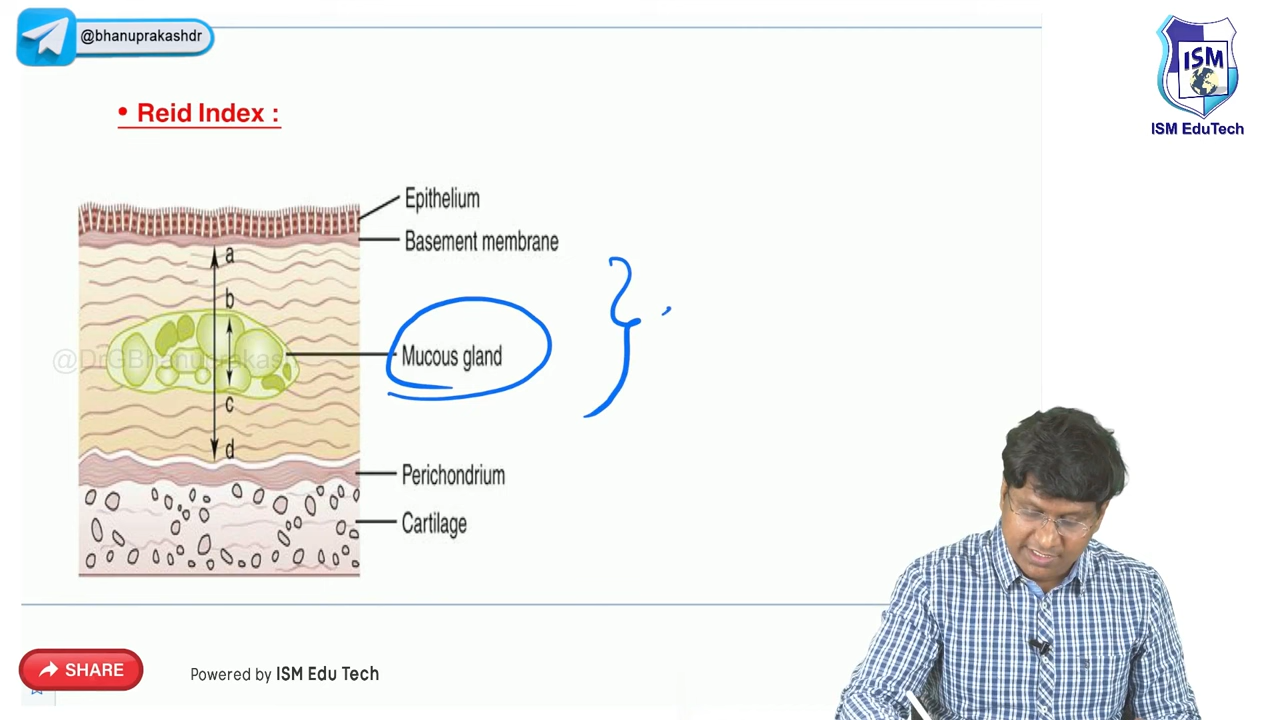 @bhanuprakashdr
ISM
ISM EduTech
• Reid Index :
Epithelium
Basement membrane
a
b
Mucous gland
@DrGBhanuprakash
c
d
Perichondrium
Cartilage
SHARE
Powered by ISM Edu Tech